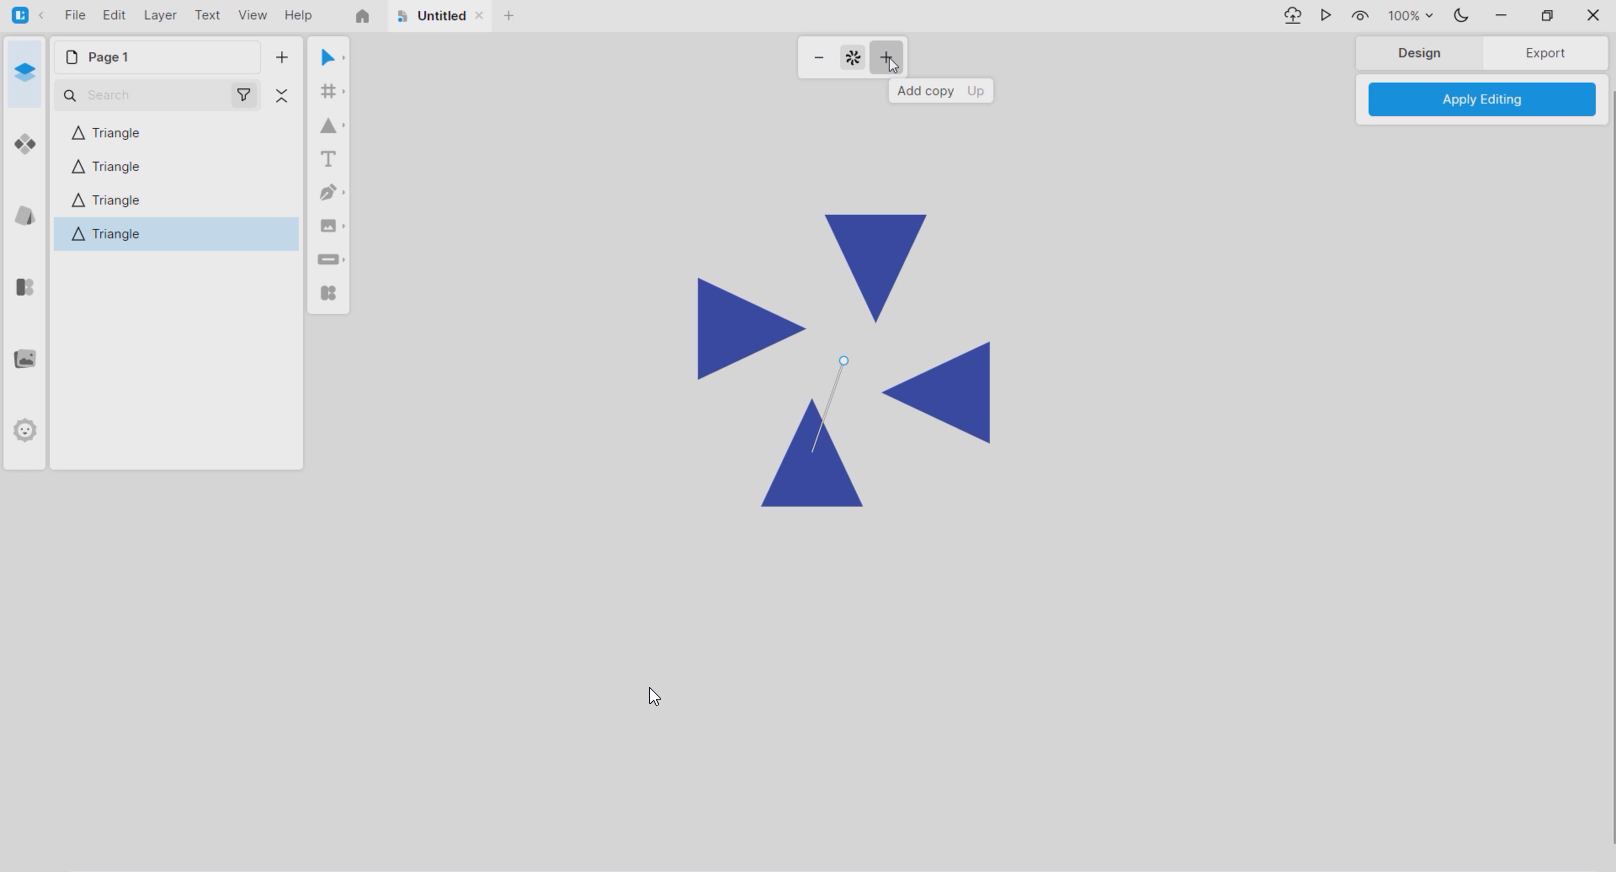 File Edit Layer Text View Help Untitled 100%
Page 1
Search
Triangle
Triangle
Triangle
Triangle
Add copy Up
Design Export
Apply Editing